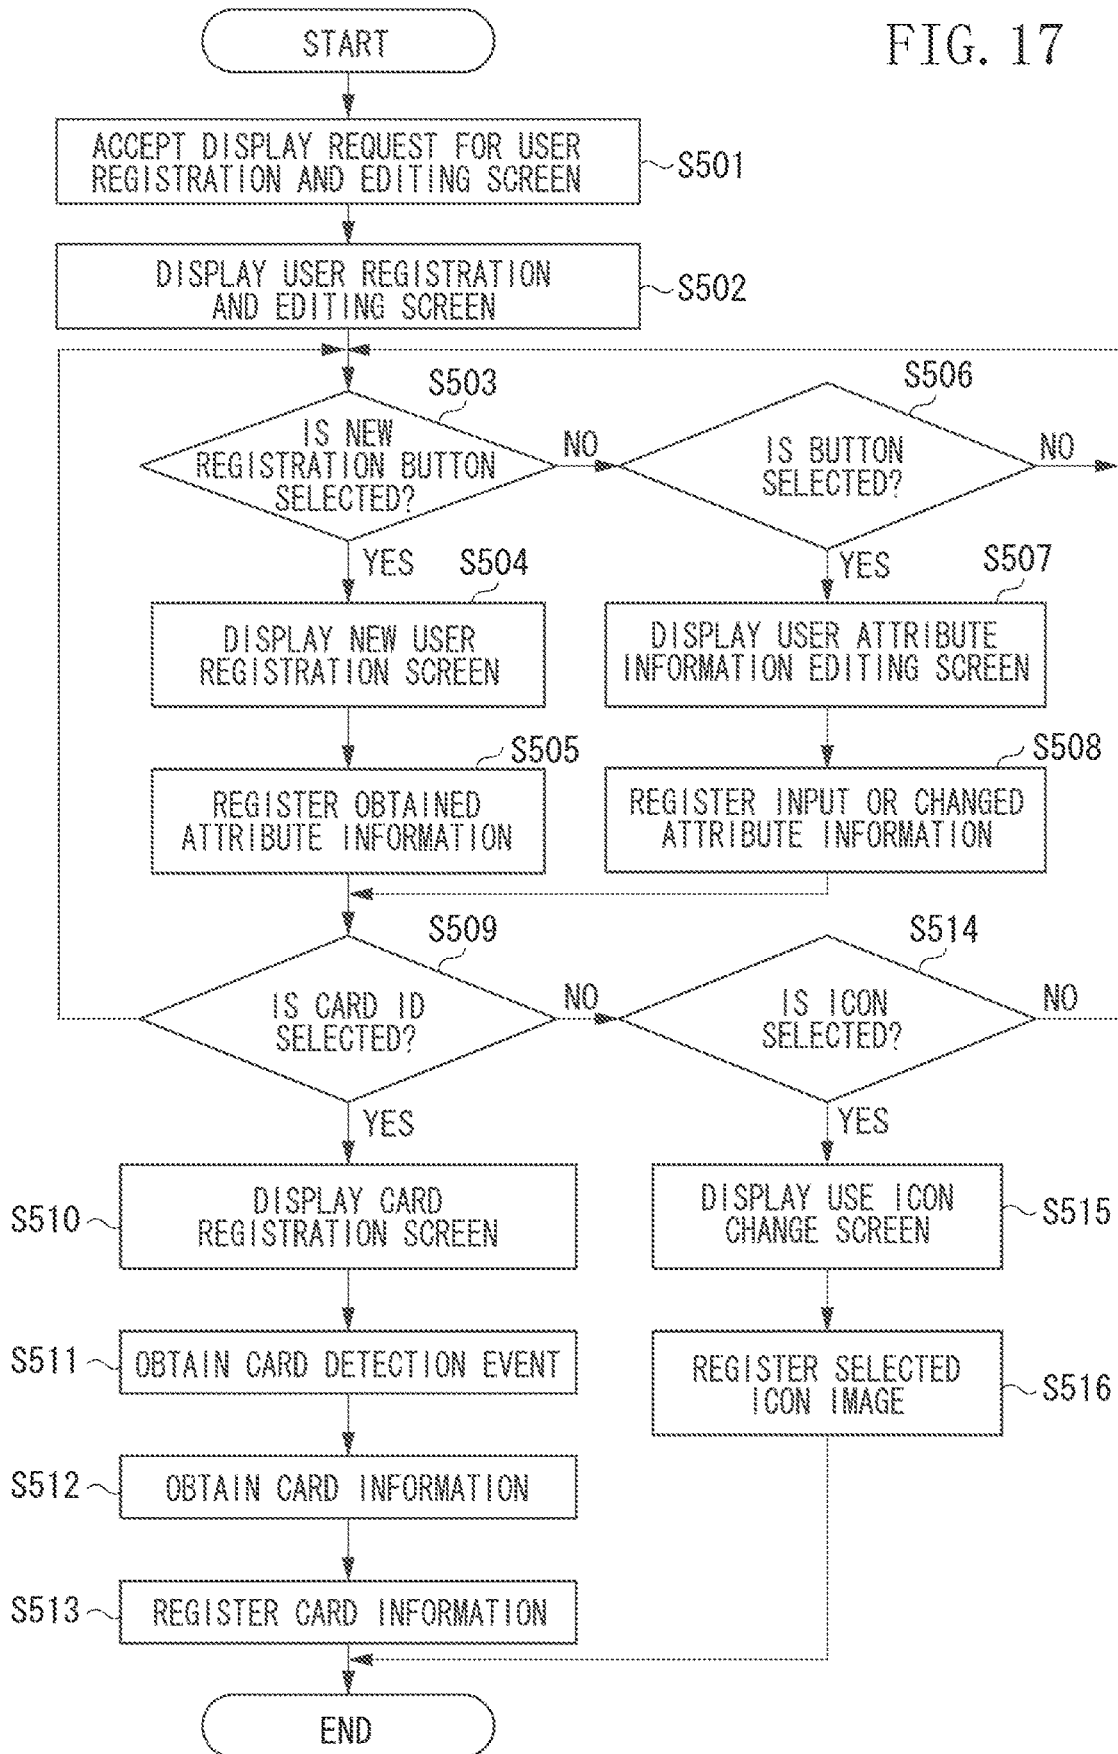 FIG. 17
START
ACCEPT DISPLAY REQUEST FOR USER
REGISTRATION AND EDITING SCREEN
S501
DISPLAY USER REGISTRATION
AND EDITING SCREEN
S502
S503
IS NEW
REGISTRATION BUTTON
SELECTED?
NO
YES
S506
IS BUTTON
SELECTED?
NO
YES
S504
DISPLAY NEW USER
REGISTRATION SCREEN
S507
DISPLAY USER ATTRIBUTE
INFORMATION EDITING SCREEN
S505
REGISTER OBTAINED
ATTRIBUTE INFORMATION
S508
REGISTER INPUT OR CHANGED
ATTRIBUTE INFORMATION
S509
IS CARD ID
SELECTED?
NO
YES
S514
IS ICON
SELECTED?
NO
YES
S510
DISPLAY CARD
REGISTRATION SCREEN
DISPLAY USE ICON
CHANGE SCREEN
S515
S511
OBTAIN CARD DETECTION EVENT
REGISTER SELECTED
ICON IMAGE
S516
S512
OBTAIN CARD INFORMATION
S513
REGISTER CARD INFORMATION
END